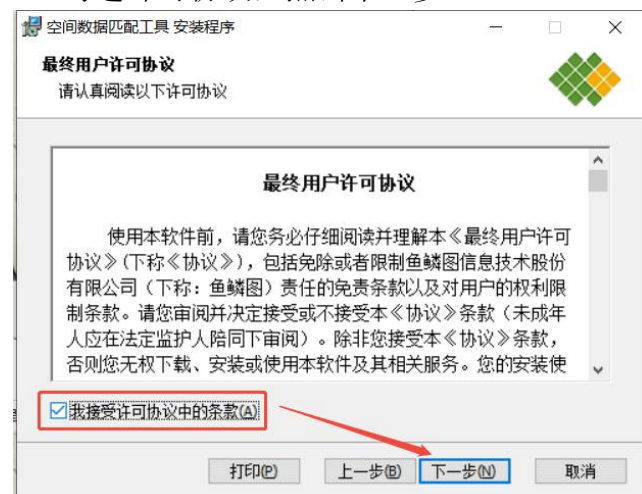 空间数据匹配工具 安装程序
最终用户许可协议
请认真阅读以下许可协议
最终用户许可协议
使用本软件前，请您务必仔细阅读并理解本《最终用户许可
协议》（下称《协议》），包括免除或者限制鱼鳞图信息技术股份
有限公司（下称：鱼鳞图）责任的免责条款以及对用户的权利限
制条款。请您审阅并决定接受或不接受本《协议》条款（未成年
人应在法定监护人陪同下审阅）。除非您接受本《协议》条款，
否则您无权下载、安装或使用本软件及其相关服务。您的安装使
我接受许可协议中的条款(A)
打印(P) 上一步(B) 下一步(N) 取消